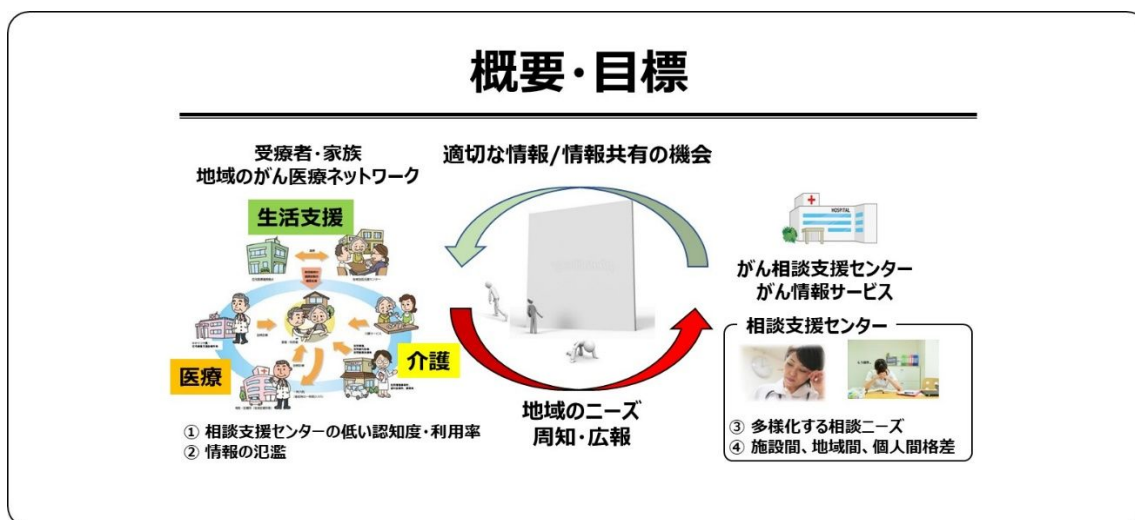 概要・目標
受療者・家族
地域のがん医療ネットワーク
生活支援
医療
介護
① 相談支援センターの低い認知度・利用率
② 情報の氾濫
適切な情報/情報共有の機会
地域のニーズ
周知・広報
HOSPITAL
がん相談支援センター
がん情報サービス
相談支援センター
③ 多様化する相談ニーズ
④ 施設間、地域間、個人間格差